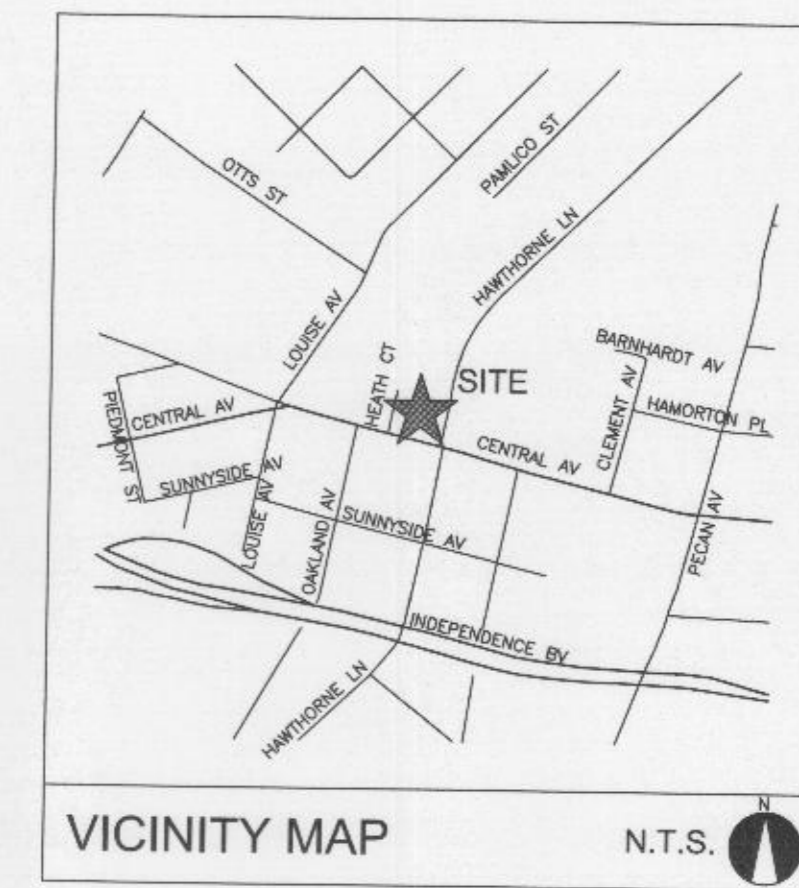 OTTS ST
PAMLICO ST
HAWTHORNE LN
LOUISE AV
HEATH CT
SITE
BARNHARDT AV
PIEDMONT ST
CENTRAL AV
CLEMENT AV
HAMORTON PL
CENTRAL AV
SUNNYSIDE AV
LOUISE AV
OAKLAND AV
SUNNYSIDE AV
PECAN AV
INDEPENDENCE BV
HAWTHORNE LN
VICINITY MAP
N.T.S.
N